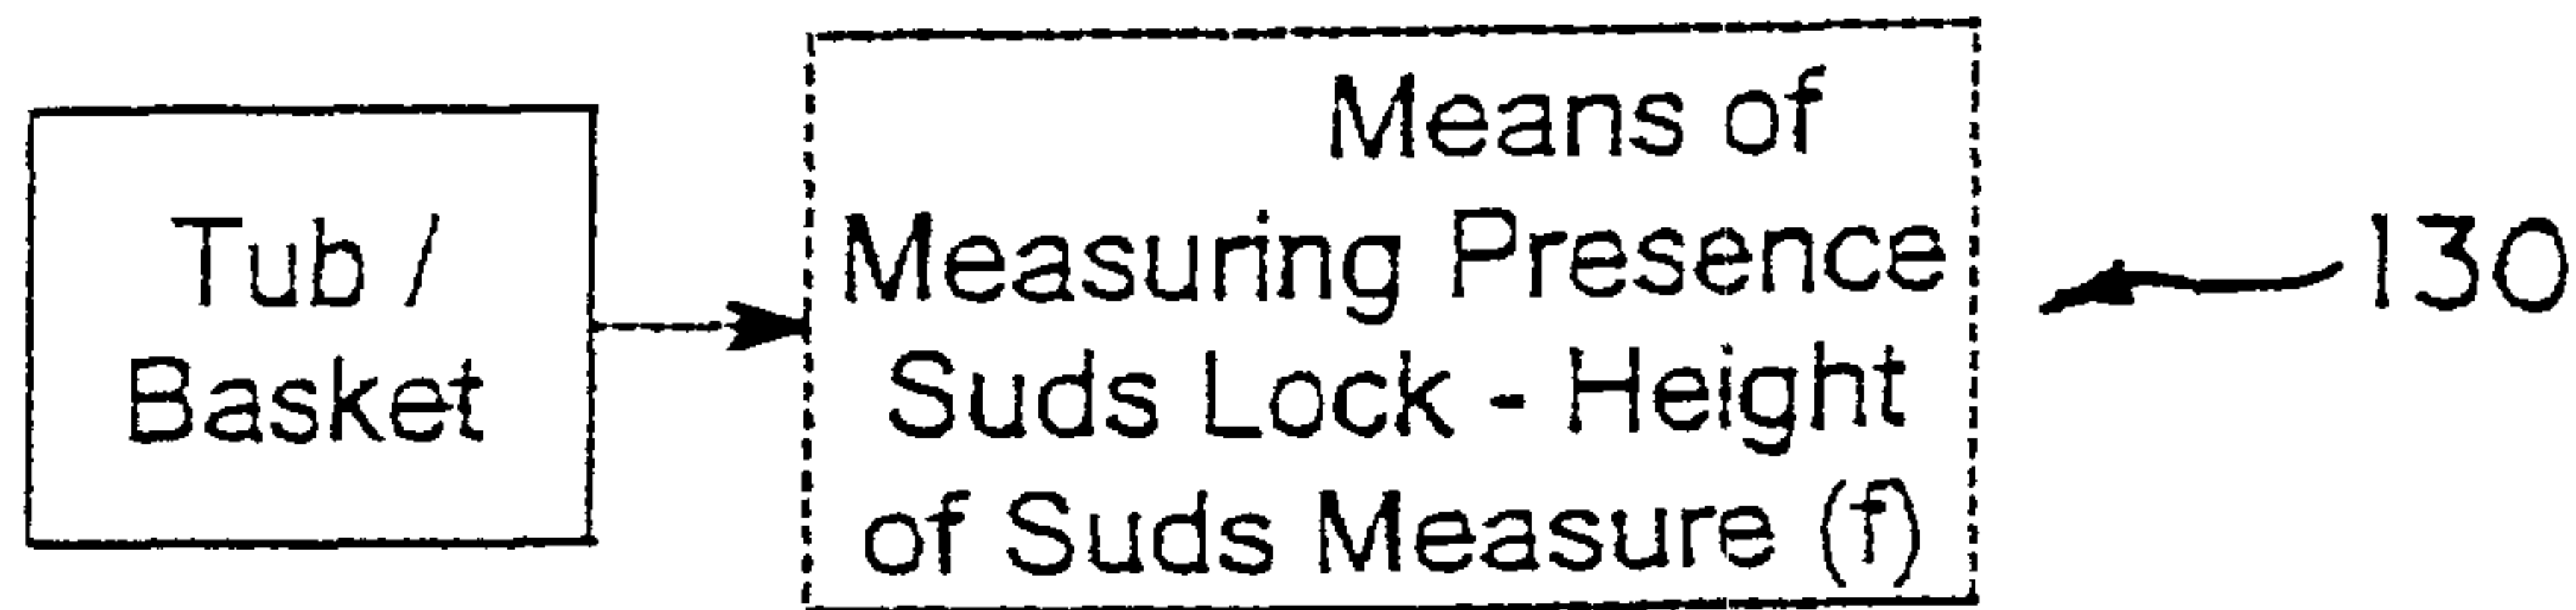 Tub /
Basket
Means of
Measuring Presence
Suds Lock - Height
of Suds Measure (f)
130